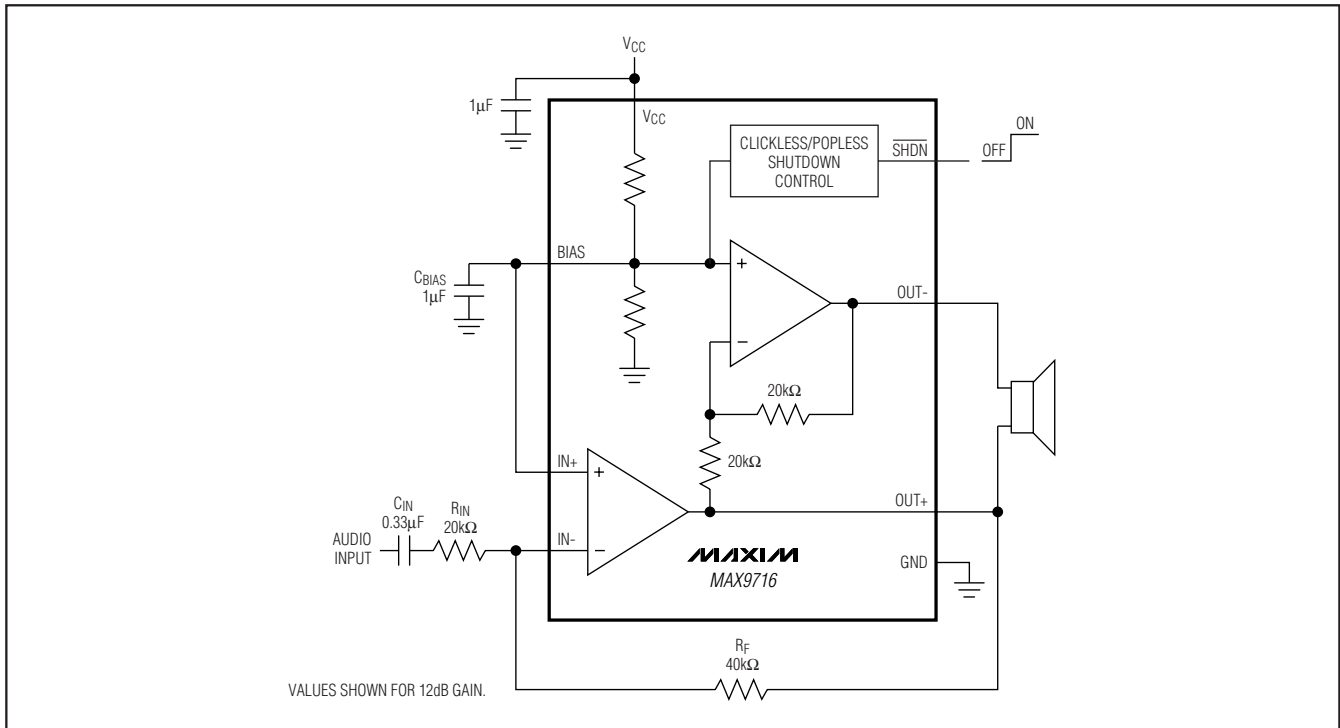 VCC
1µF
VCC
CLICKLESS/POPLESS
SHUTDOWN
CONTROL
SHDN
OFF
ON
BIAS
CBIAS
1µF
+
−
OUT-
20kΩ
20kΩ
IN+
+
OUT+
CIN
0.33µF
RIN
20kΩ
AUDIO
INPUT
IN-
−
MAXIM
MAX9716
GND
RF
40kΩ
VALUES SHOWN FOR 12dB GAIN.